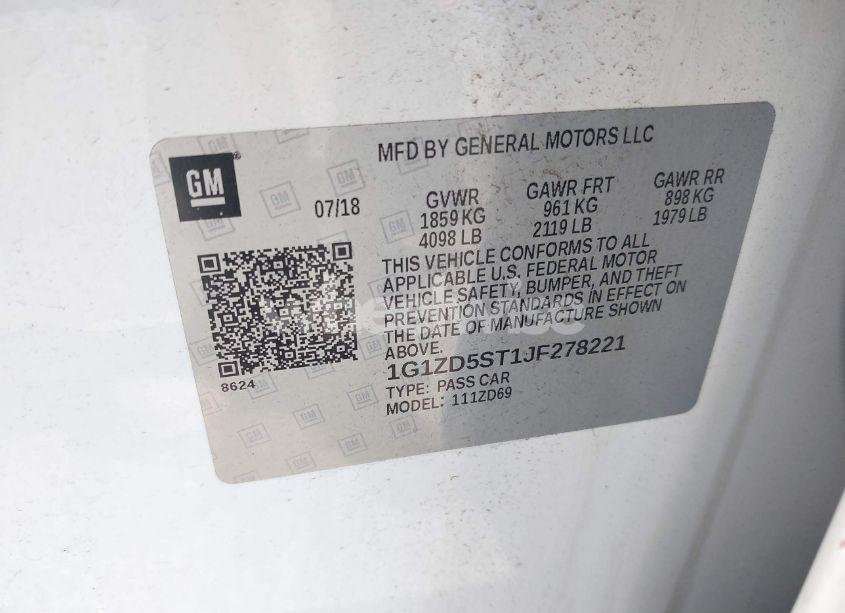 MFD BY GENERAL MOTORS LLC
GM
07/18
GVWR
1859 KG
4098 LB
GAWR FRT
961 KG
2119 LB
GAWR RR
898 KG
1979 LB
THIS VEHICLE CONFORMS TO ALL
APPLICABLE U.S. FEDERAL MOTOR
VEHICLE SAFETY, BUMPER, AND THEFT
PREVENTION STANDARDS IN EFFECT ON
THE DATE OF MANUFACTURE SHOWN
ABOVE.
1G1ZD5ST1JF278221
TYPE: PASS CAR
MODEL: 111ZD69
8624